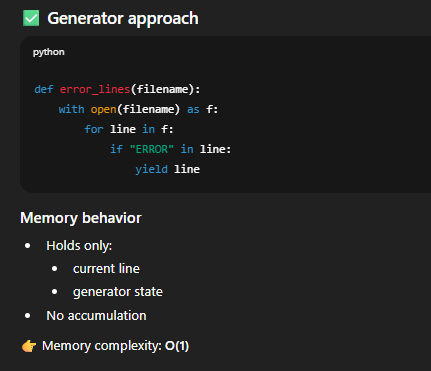 ✅ Generator approach
python
def error_lines(filename):
    with open(filename) as f:
        for line in f:
            if "ERROR" in line:
                yield line
Memory behavior
• Holds only:
• current line
• generator state
• No accumulation
👉 Memory complexity: O(1)